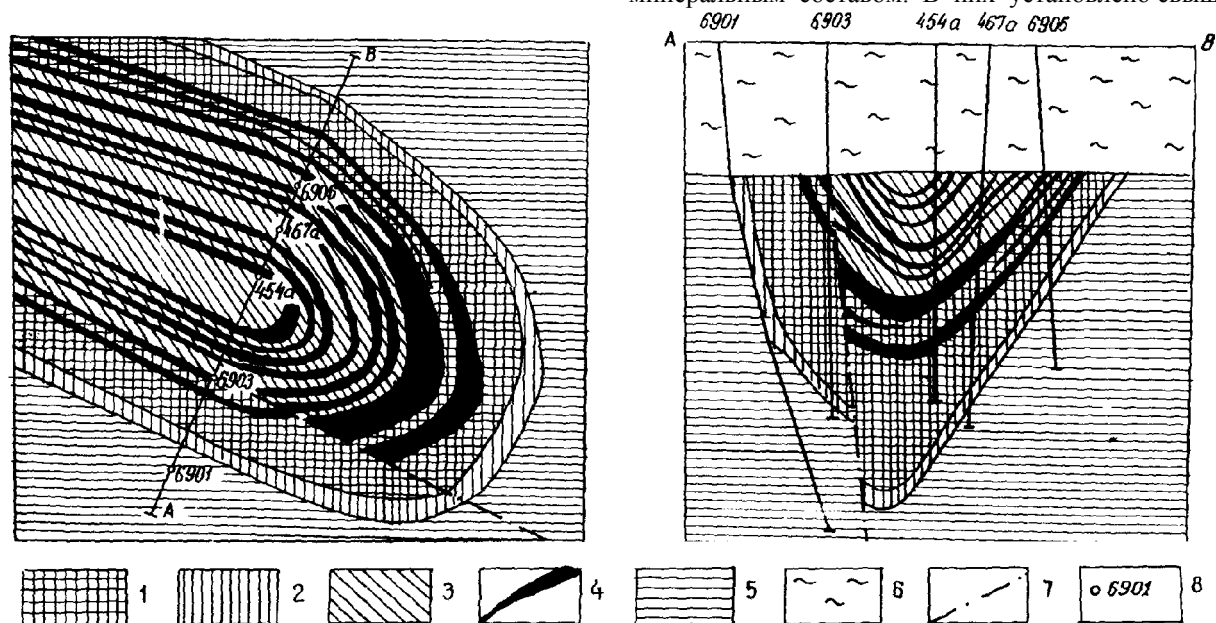 минеральным составом. В них установлено свыш
6901 6903 454а 467а 6905
А В
В
6906
467а
454а
6903
6901
А
1 2 3 4 5 6 7 8
о 6901